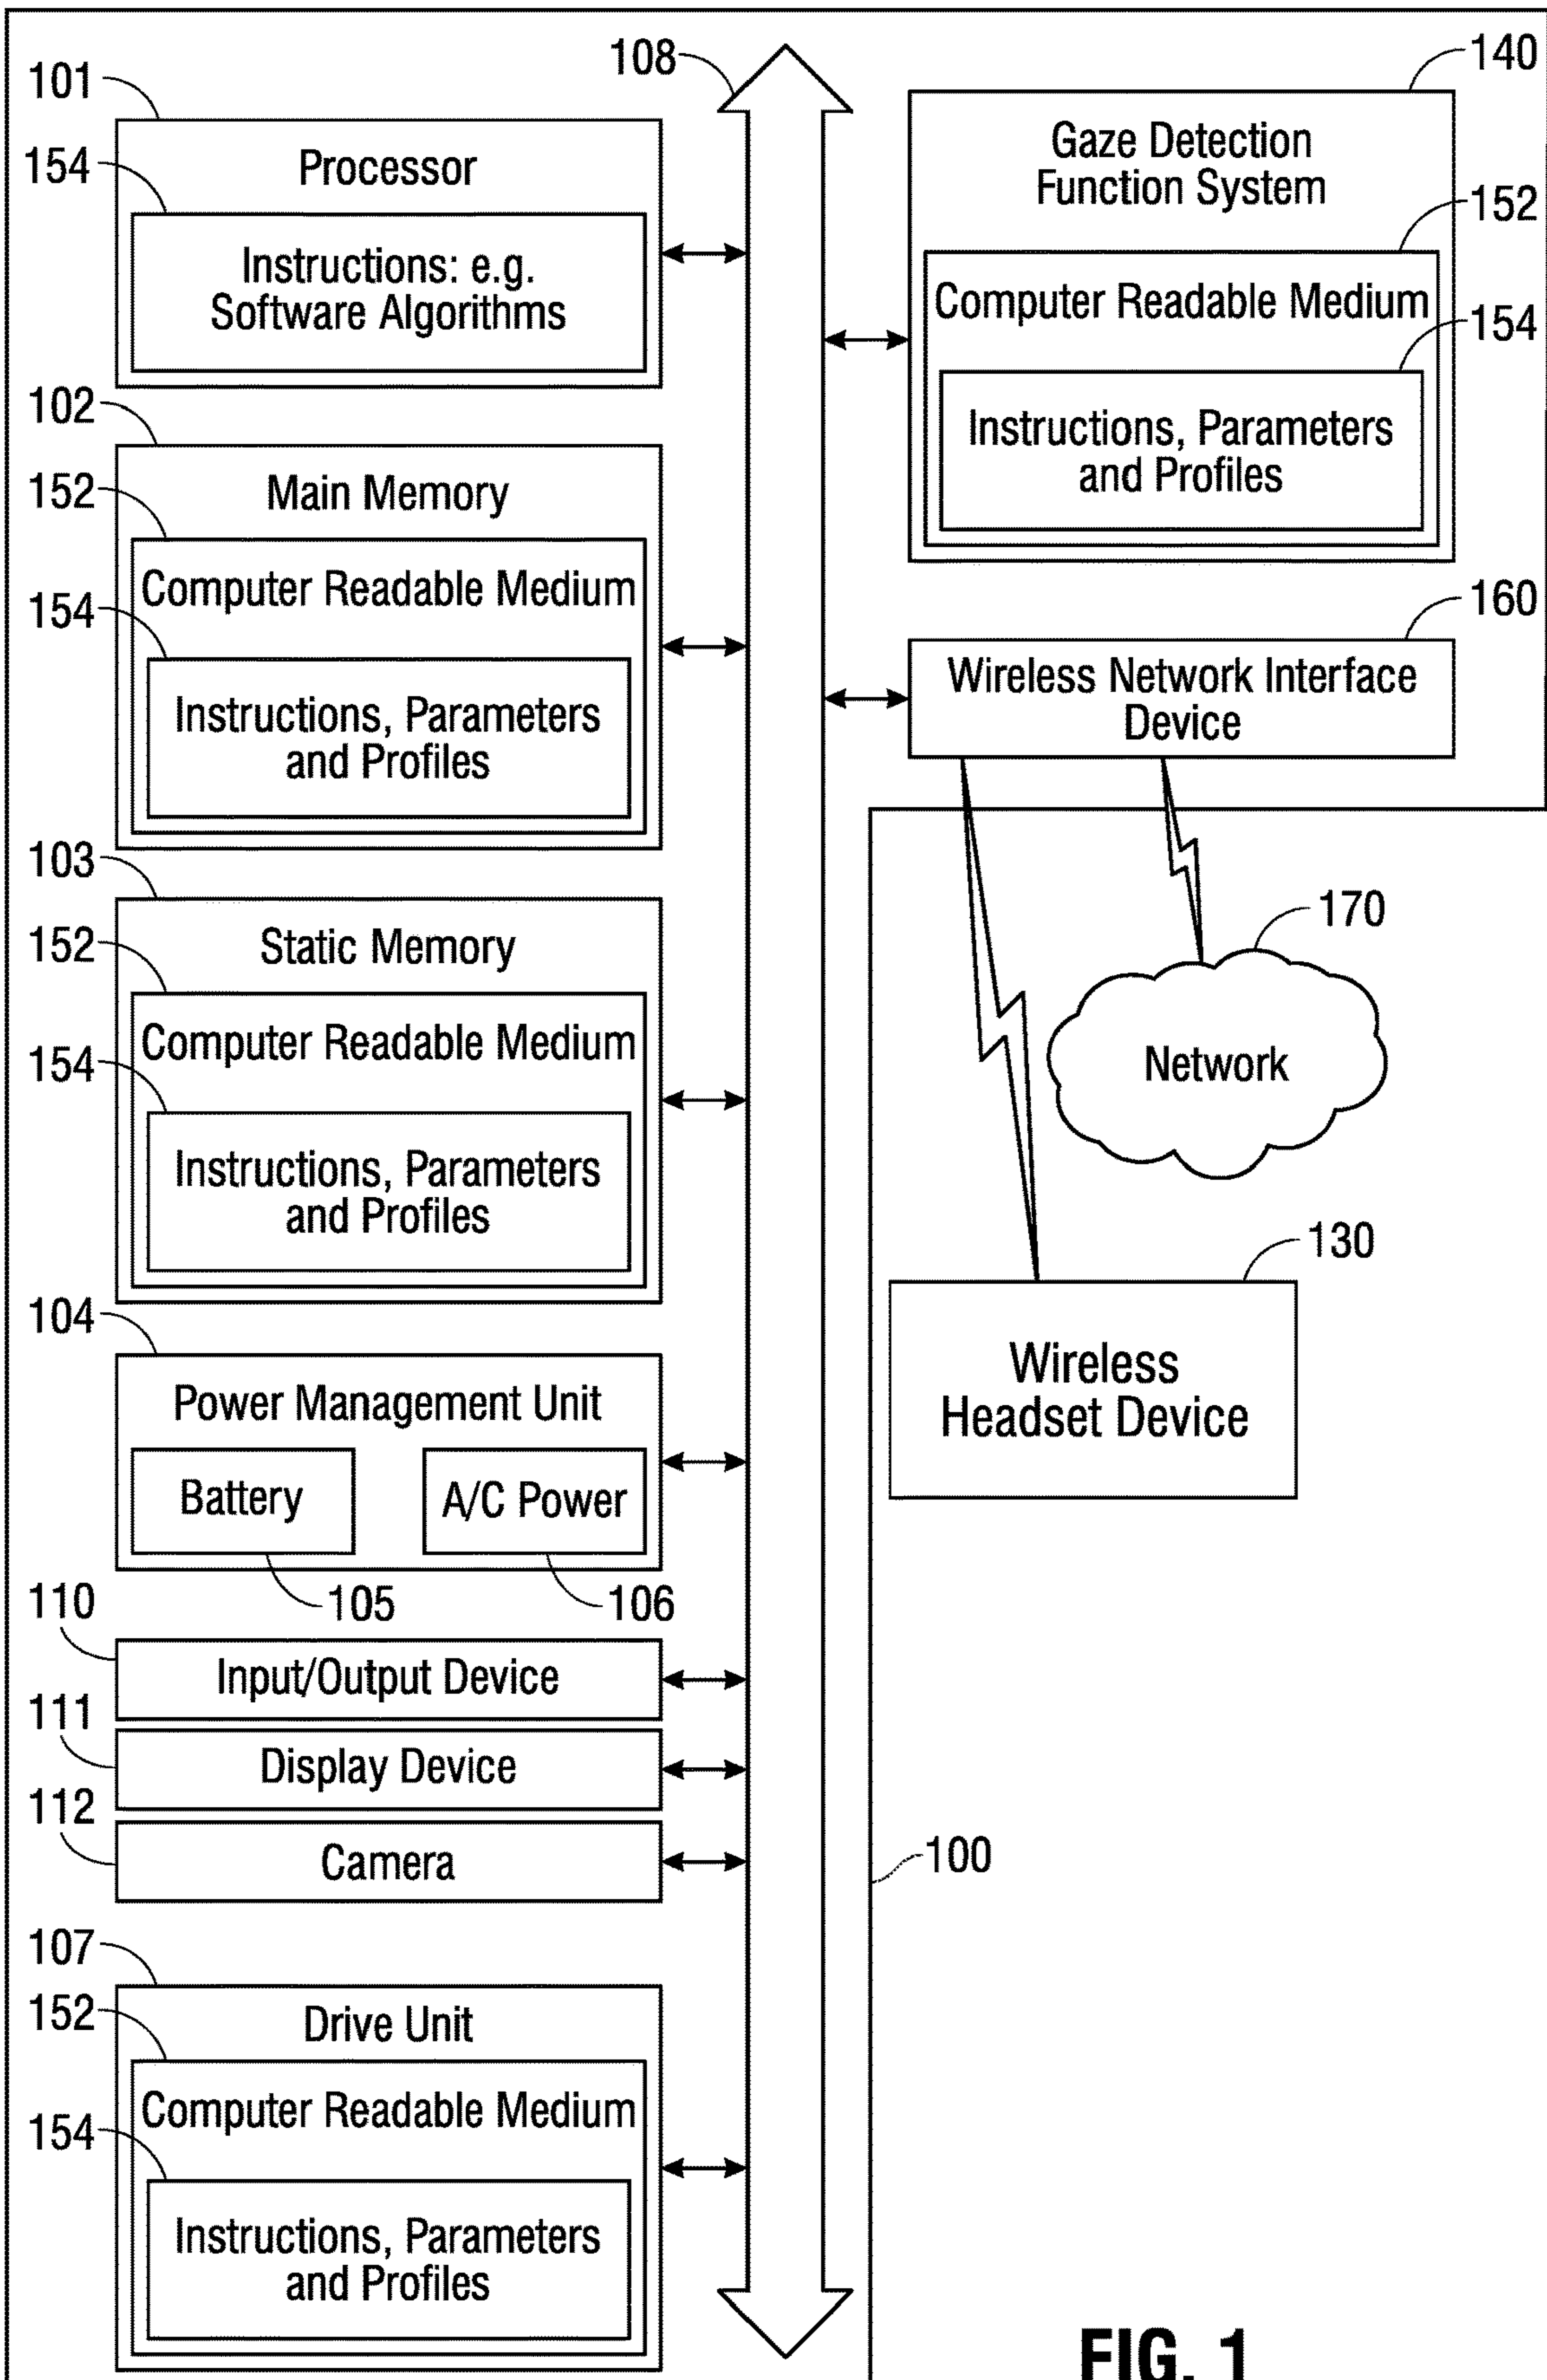 108
101
154
Processor
Instructions: e.g.
Software Algorithms
102
152
Main Memory
Computer Readable Medium
154
Instructions, Parameters
and Profiles
103
152
Static Memory
Computer Readable Medium
154
Instructions, Parameters
and Profiles
104
Power Management Unit
Battery
A/C Power
105
106
110
Input/Output Device
111
Display Device
112
Camera
107
152
Drive Unit
Computer Readable Medium
154
Instructions, Parameters
and Profiles
140
Gaze Detection
Function System
152
Computer Readable Medium
154
Instructions, Parameters
and Profiles
160
Wireless Network Interface
Device
170
Network
130
Wireless
Headset Device
100
FIG. 1